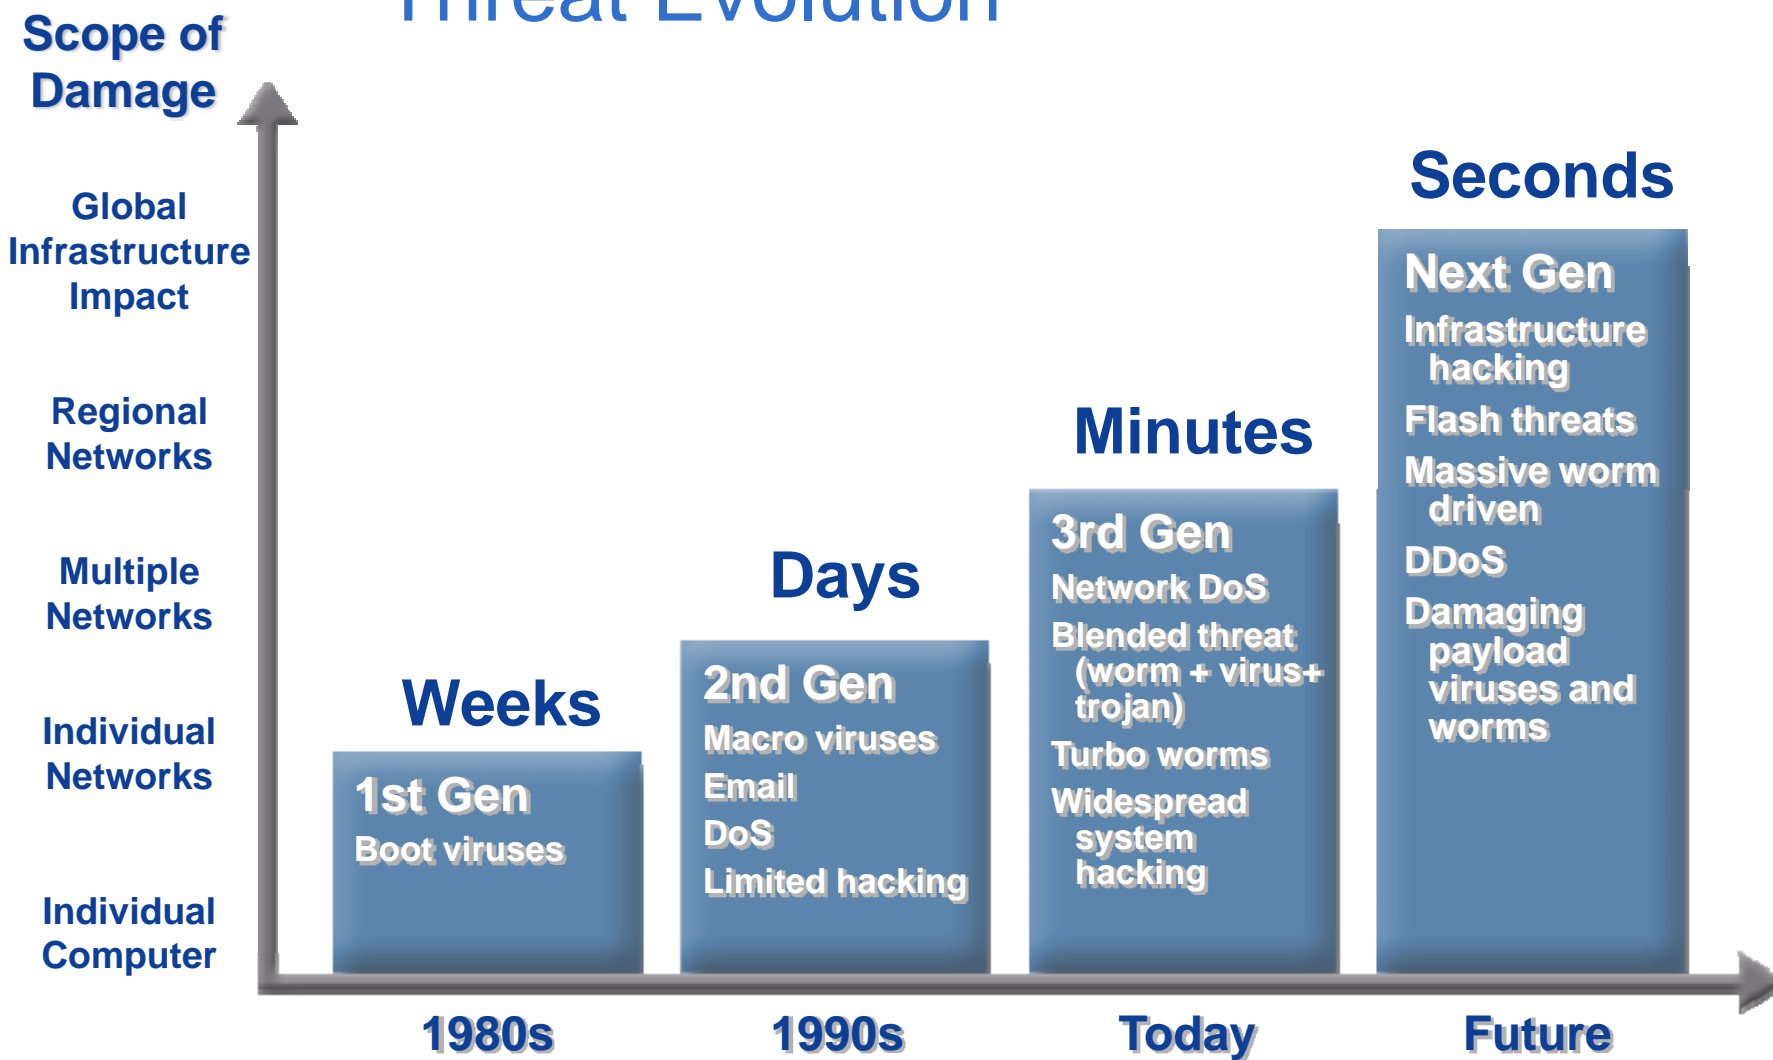 Threat Evolution
Scope of
Damage
Global
Infrastructure
Impact
Regional
Networks
Multiple
Networks
Individual
Networks
Individual
Computer
Weeks
1st Gen
Boot viruses
1980s
Days
2nd Gen
Macro viruses
Email
DoS
Limited hacking
1990s
Minutes
3rd Gen
Network DoS
Blended threat
(worm + virus+
trojan)
Turbo worms
Widespread
system
hacking
Today
Seconds
Next Gen
Infrastructure
hacking
Flash threats
Massive worm
driven
DDoS
Damaging
payload
viruses and
worms
Future